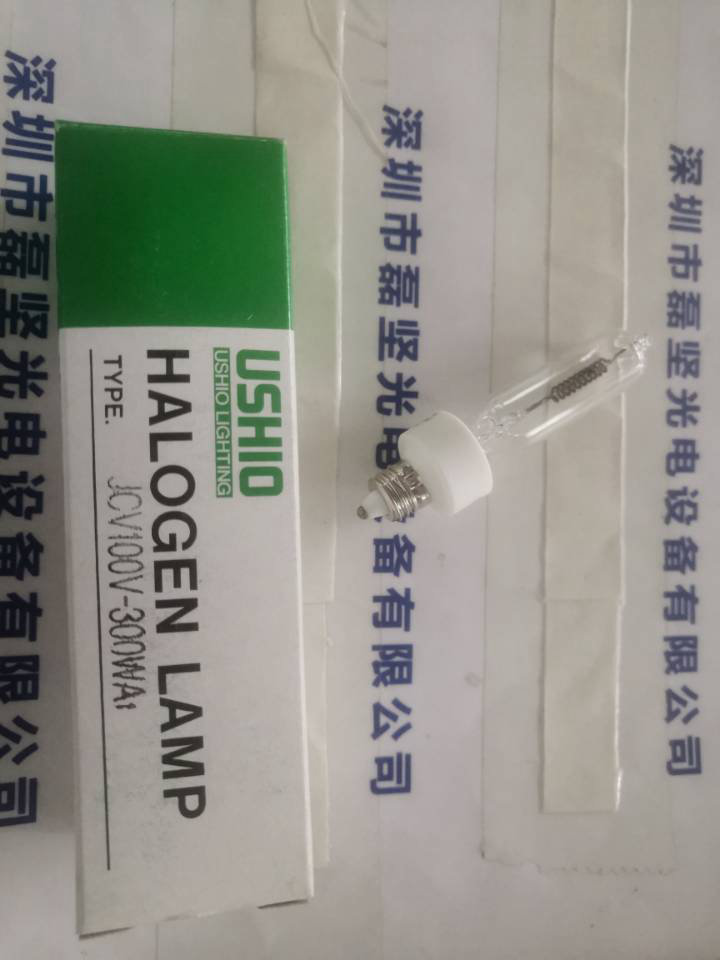 USHIO
USHIO LIGHTING
HALOGEN LAMP
TYPE. JCV100V-300WA1
深圳市磊坚光电设备有限公司
深圳市磊坚光电设备有限公司
深圳市磊坚光电设备有限公司